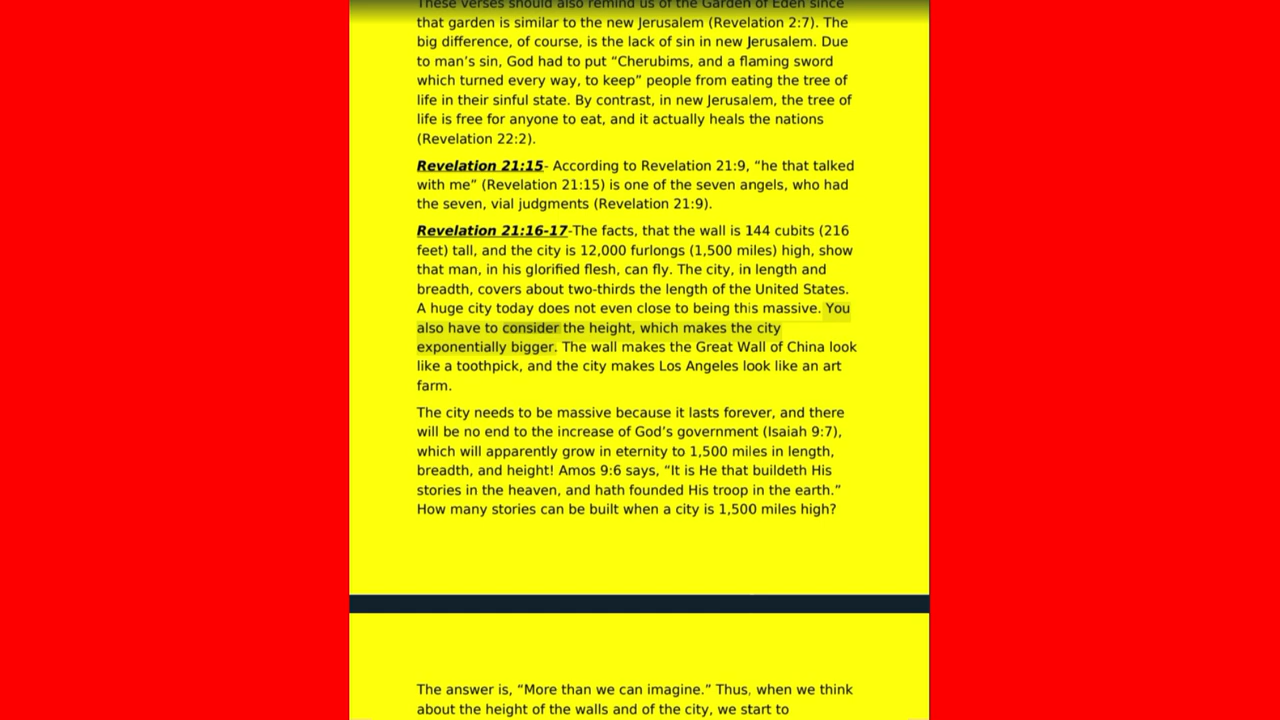 These verses should also remind us of the Garden of Eden since
that garden is similar to the new Jerusalem (Revelation 2:7). The
big difference, of course, is the lack of sin in new Jerusalem. Due
to man’s sin, God had to put “Cherubims, and a flaming sword
which turned every way, to keep” people from eating the tree of
life in their sinful state. By contrast, in new Jerusalem, the tree of
life is free for anyone to eat, and it actually heals the nations
(Revelation 22:2).
Revelation 21:15- According to Revelation 21:9, “he that talked
with me” (Revelation 21:15) is one of the seven angels, who had
the seven, vial judgments (Revelation 21:9).
Revelation 21:16-17-The facts, that the wall is 144 cubits (216
feet) tall, and the city is 12,000 furlongs (1,500 miles) high, show
that man, in his glorified flesh, can fly. The city, in length and
breadth, covers about two-thirds the length of the United States.
A huge city today does not even close to being this massive. You
also have to consider the height, which makes the city
exponentially bigger. The wall makes the Great Wall of China look
like a toothpick, and the city makes Los Angeles look like an art
farm.
The city needs to be massive because it lasts forever, and there
will be no end to the increase of God’s government (Isaiah 9:7),
which will apparently grow in eternity to 1,500 miles in length,
breadth, and height! Amos 9:6 says, “It is He that buildeth His
stories in the heaven, and hath founded His troop in the earth.”
How many stories can be built when a city is 1,500 miles high?
The answer is, “More than we can imagine.” Thus, when we think
about the height of the walls and of the city, we start to